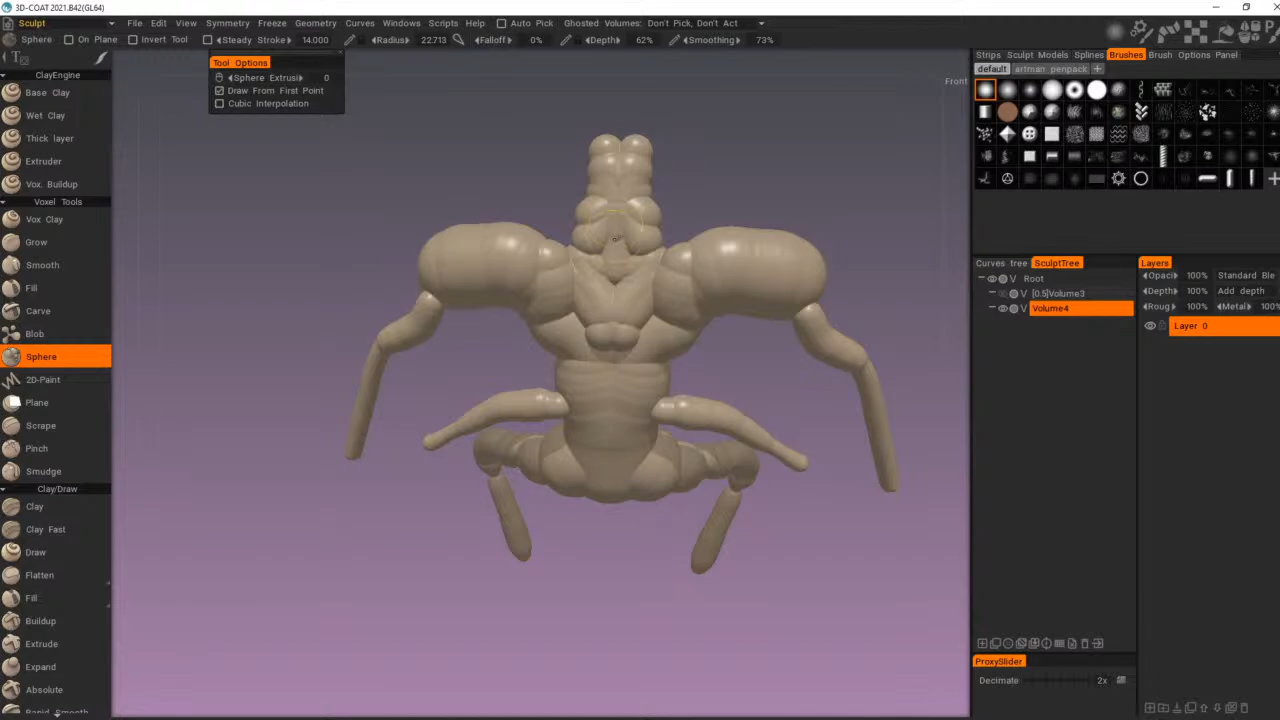 3D-COAT 2021.B42(GL64)
Sculpt File Edit View Symmetry Freeze Geometry Curves Windows Scripts Help Auto Pick Ghosted Volumes: Don't Pick, Don't Act
Sphere On Plane Invert Tool Steady Stroke 14.000 Radius 22.713 Falloff 0% Depth 62% Smoothing 73%
Tool Options
Sphere Extrusi 0
Draw From First Point
Cubic Interpolation
Front
ClayEngine
Base Clay
Wet Clay
Thick layer
Extruder
Vox. Buildup
Voxel Tools
Vox Clay
Grow
Smooth
Fill
Carve
Blob
Sphere
2D-Paint
Plane
Scrape
Pinch
Smudge
Clay/Draw
Clay
Clay Fast
Draw
Flatten
Fill
Buildup
Extrude
Expand
Absolute
Rapid Smooth
Strips Sculpt Models Splines Brushes Brush Options Panel
default artman penpack +
Curves tree SculptTree
Root
V [0.5]Volume3
V Volume4
Layers
Opaci 100% Standard Ble
Depth 100% Add depth
Roug 100% Metal 100%
Layer 0
ProxySlider
Decimate 2x